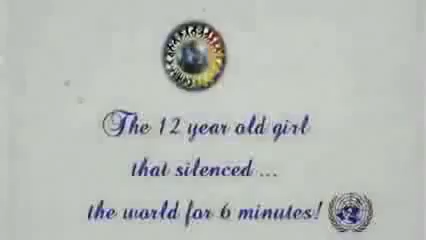 The 12 year old girl
that silenced ...
the world for 6 minutes!